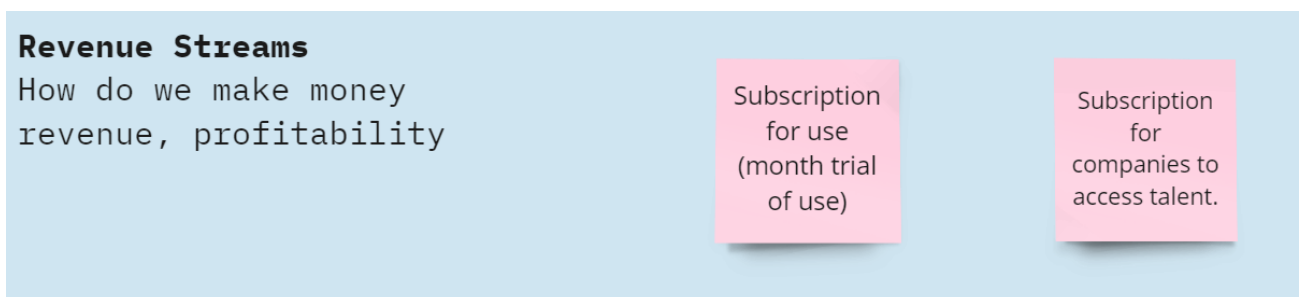 Revenue Streams
How do we make money
revenue, profitability
Subscription
for use
(month trial
of use)
Subscription
for
companies to
access talent.